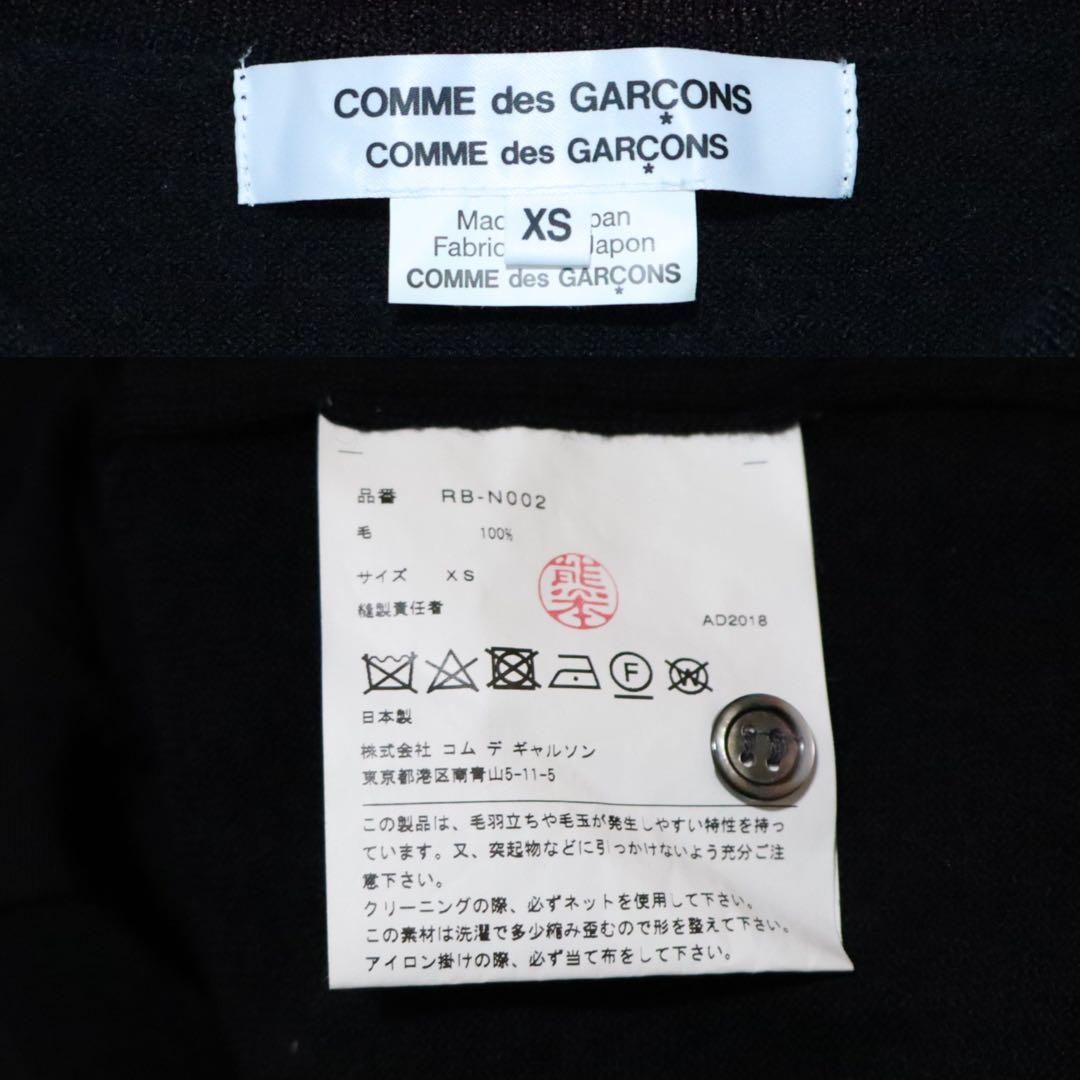 COMME des GARÇONS
*
COMME des GARÇONS
*
XS
Made in Japan
Fabriqué au Japon
COMME des GARÇONS
*
品番 RB-N002
毛 100%
サイズ XS
縫製責任者 熊本
AD2018
F W
日本製
株式会社 コム デ ギャルソン
東京都港区南青山5-11-5
この製品は、毛羽立ちや毛玉が発生しやすい特性を持っ
ています。又、突起物などに引っかけないよう充分ご注
意下さい。
クリーニングの際、必ずネットを使用して下さい。
この素材は洗濯で多少縮み歪むので形を整えて下さい。
アイロン掛けの際、必ず当て布をして下さい。